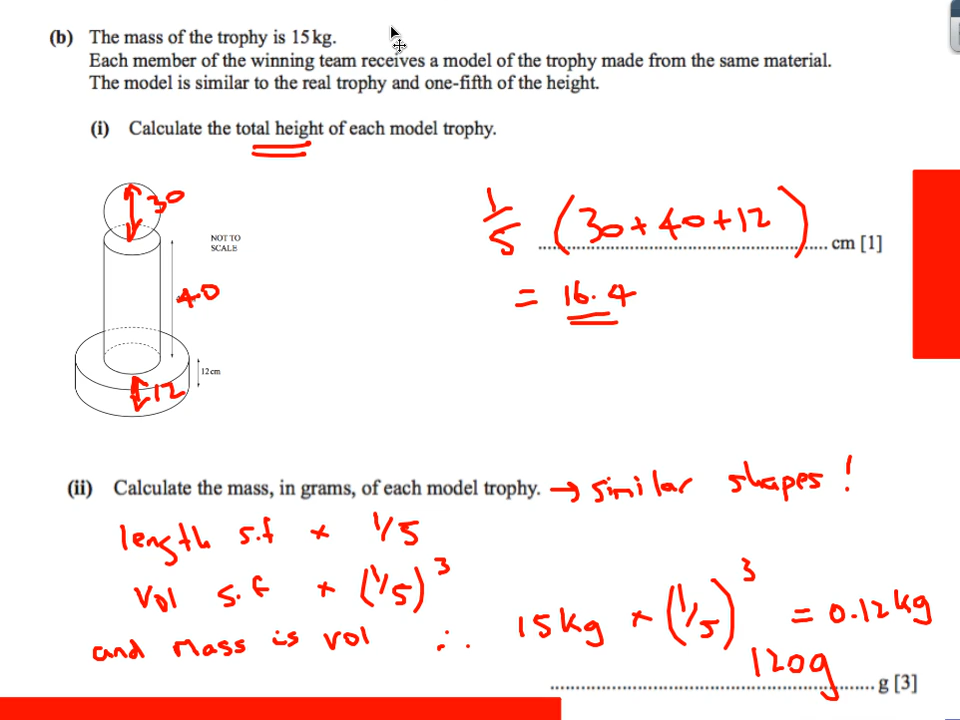 (b) The mass of the trophy is 15 kg.
Each member of the winning team receives a model of the trophy made from the same material.
The model is similar to the real trophy and one-fifth of the height.
(i) Calculate the total height of each model trophy.
30
NOT TO
SCALE
1/5 (30 + 40 + 12)
cm [1]
40
= 16.4
12cm
12
(ii) Calculate the mass, in grams, of each model trophy. → similar shapes!
length s.f × 1/5
Vol s.f × (1/5)³
and mass is vol ∴ 15kg × (1/5)³ = 0.12kg
120g
g [3]